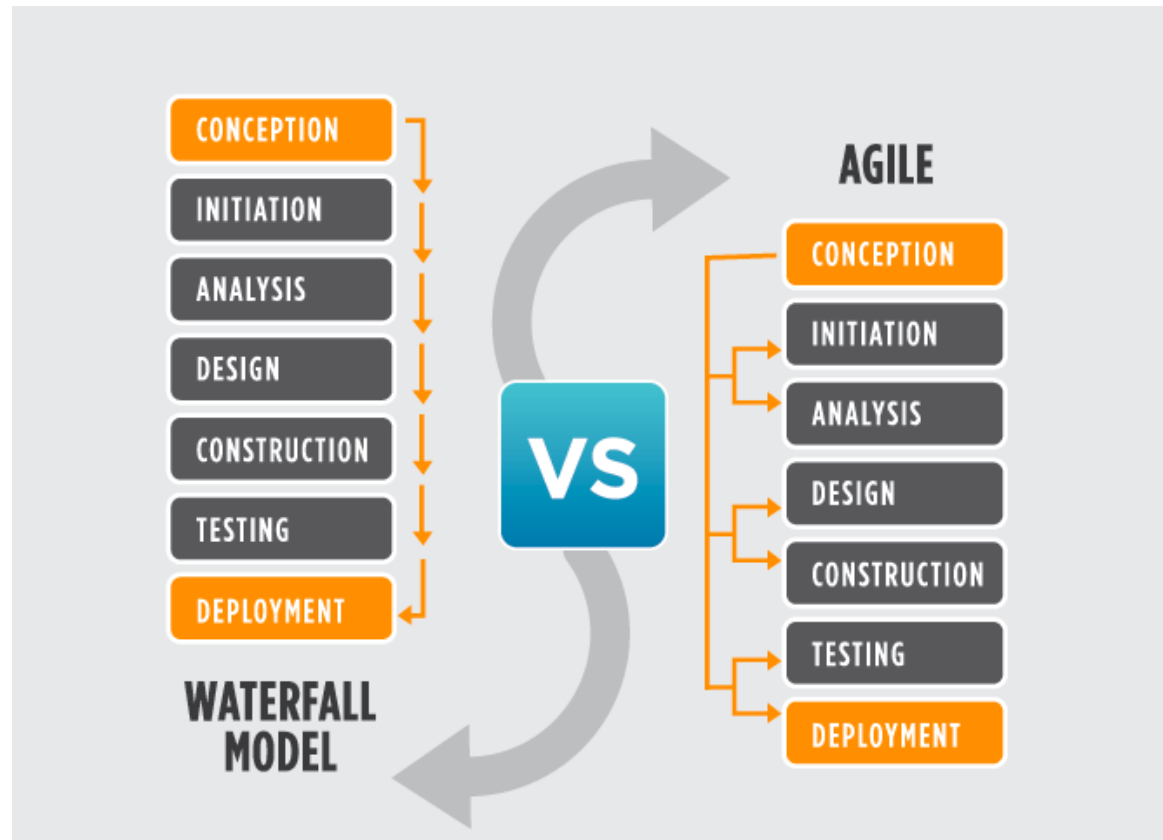 CONCEPTION
INITIATION
ANALYSIS
DESIGN
CONSTRUCTION
TESTING
DEPLOYMENT
WATERFALL
MODEL
VS
AGILE
CONCEPTION
INITIATION
ANALYSIS
DESIGN
CONSTRUCTION
TESTING
DEPLOYMENT